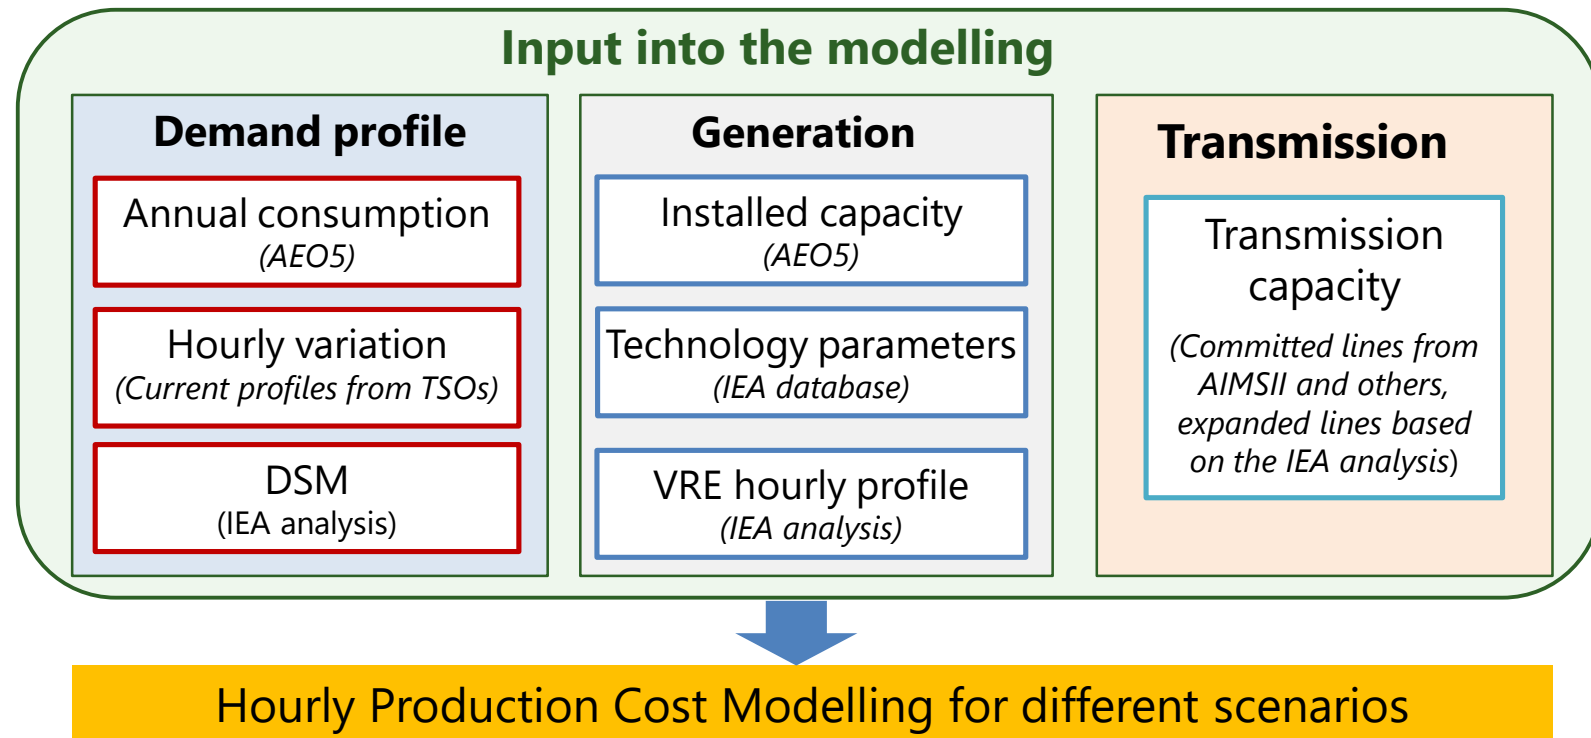 Input into the modelling
Demand profile
Annual consumption
(AEO5)
Hourly variation
(Current profiles from TSOs)
DSM
(IEA analysis)
Generation
Installed capacity
(AEO5)
Technology parameters
(IEA database)
VRE hourly profile
(IEA analysis)
Transmission
Transmission
capacity
(Committed lines from
AIMSII and others,
expanded lines based
on the IEA analysis)
Hourly Production Cost Modelling for different scenarios